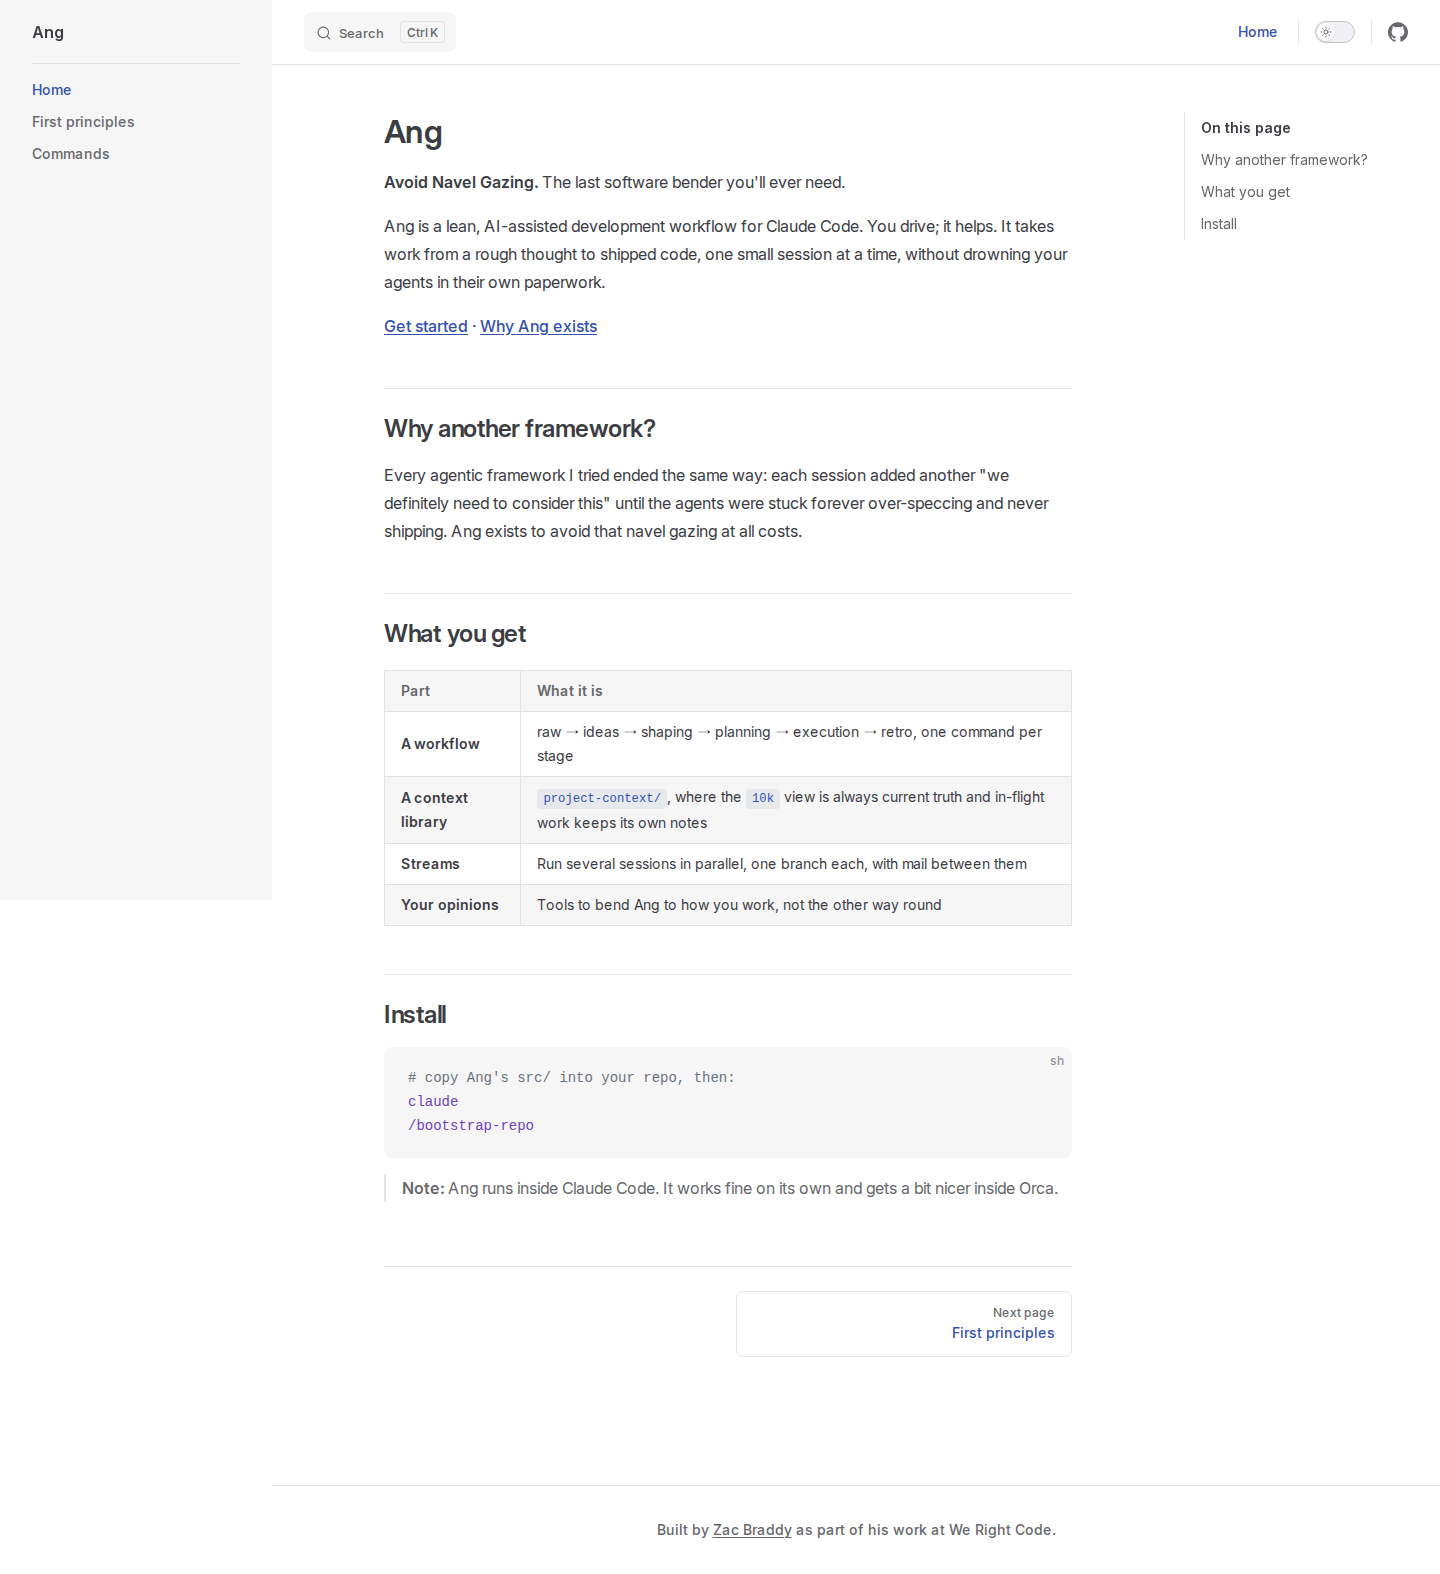 Ang
Home
First principles
Commands
Search Ctrl K
Home
Ang
Avoid Navel Gazing. The last software bender you'll ever need.
Ang is a lean, AI-assisted development workflow for Claude Code. You drive; it helps. It takes
work from a rough thought to shipped code, one small session at a time, without drowning your
agents in their own paperwork.
Get started · Why Ang exists
Why another framework?
Every agentic framework I tried ended the same way: each session added another "we
definitely need to consider this" until the agents were stuck forever over-speccing and never
shipping. Ang exists to avoid that navel gazing at all costs.
What you get
Part What it is
A workflow raw → ideas → shaping → planning → execution → retro, one command per
stage
A context
library
project-context/, where the 10k view is always current truth and in-flight
work keeps its own notes
Streams Run several sessions in parallel, one branch each, with mail between them
Your opinions Tools to bend Ang to how you work, not the other way round
Install
sh
# copy Ang's src/ into your repo, then:
claude
/bootstrap-repo
Note: Ang runs inside Claude Code. It works fine on its own and gets a bit nicer inside Orca.
Next page
First principles
On this page
Why another framework?
What you get
Install
Built by Zac Braddy as part of his work at We Right Code.